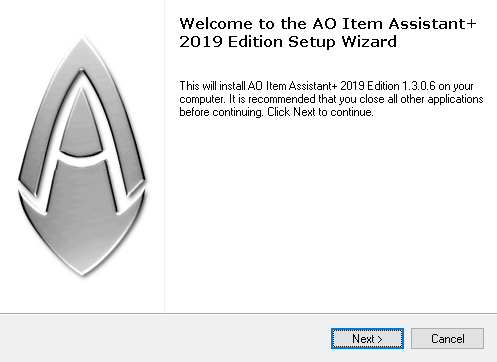 Welcome to the AO Item Assistant+
2019 Edition Setup Wizard
This will install AO Item Assistant+ 2019 Edition 1.3.0.6 on your
computer. It is recommended that you close all other applications
before continuing. Click Next to continue.
Next >
Cancel